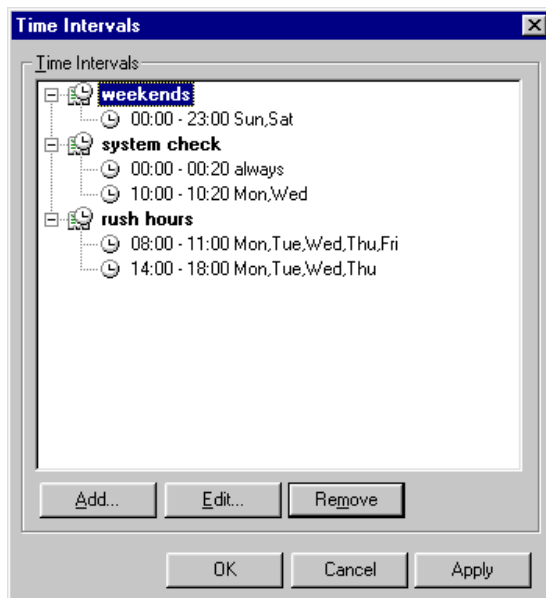 Time Intervals
Time Intervals
weekends
00:00 - 23:00 Sun,Sat
system check
00:00 - 00:20 always
10:00 - 10:20 Mon,Wed
rush hours
08:00 - 11:00 Mon,Tue,Wed,Thu,Fri
14:00 - 18:00 Mon,Tue,Wed,Thu
Add... Edit... Remove
OK Cancel Apply